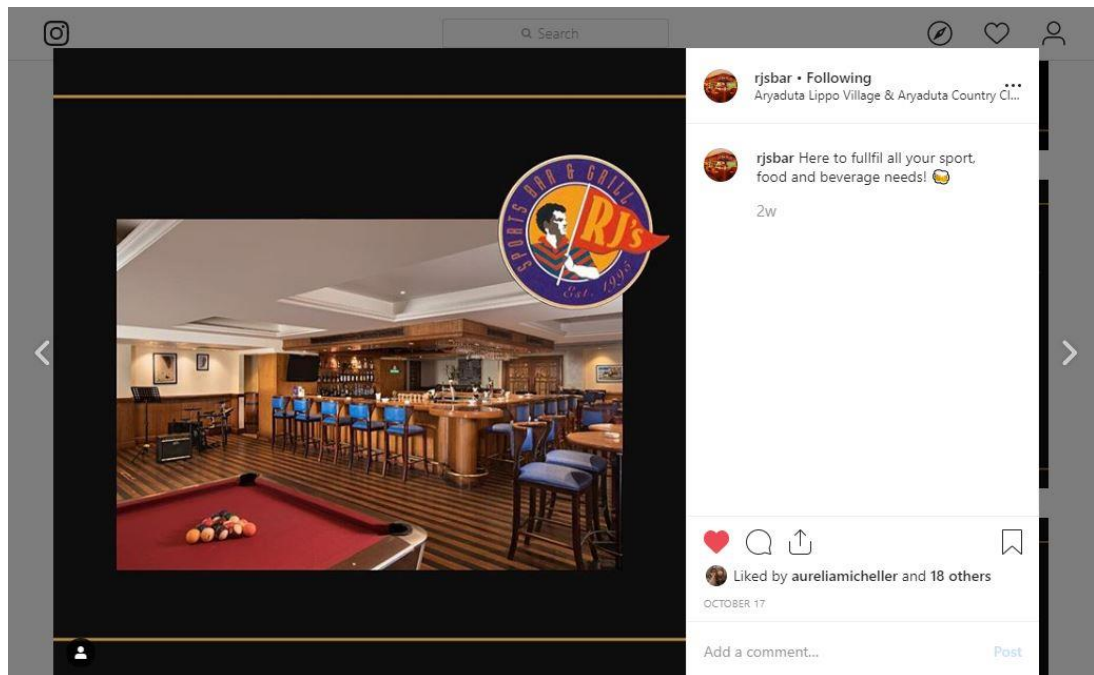 Search
rjsbar • Following
Aryaduta Lippo Village & Aryaduta Country Cl...
SPORTS BAR & GRILL
RJ's
Est. 1995
rjsbar Here to fullfil all your sport,
food and beverage needs! 🍻
2w
Liked by aureliamicheller and 18 others
OCTOBER 17
Add a comment... Post